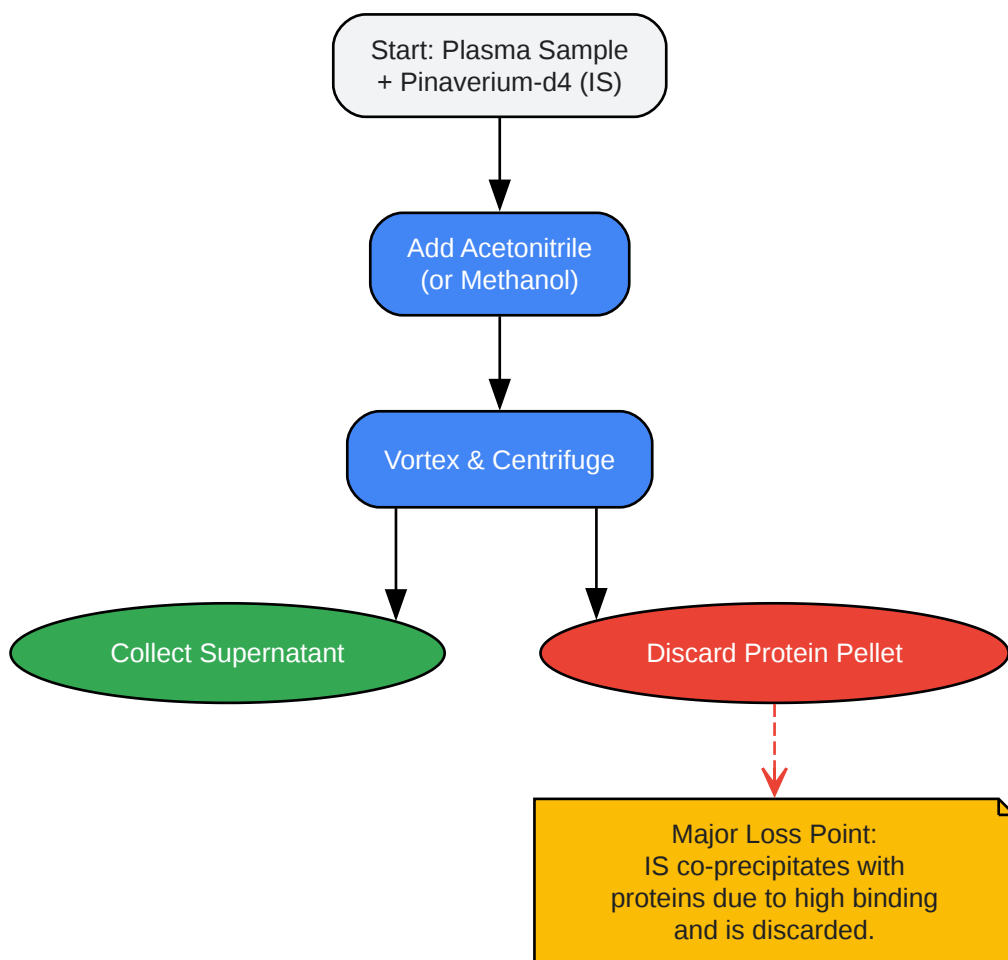 Start: Plasma Sample
+ Pinaverium-d4 (IS)
Add Acetonitrile
(or Methanol)
Vortex & Centrifuge
Collect Supernatant
Discard Protein Pellet
Major Loss Point:
IS co-precipitates with
proteins due to high binding
and is discarded.